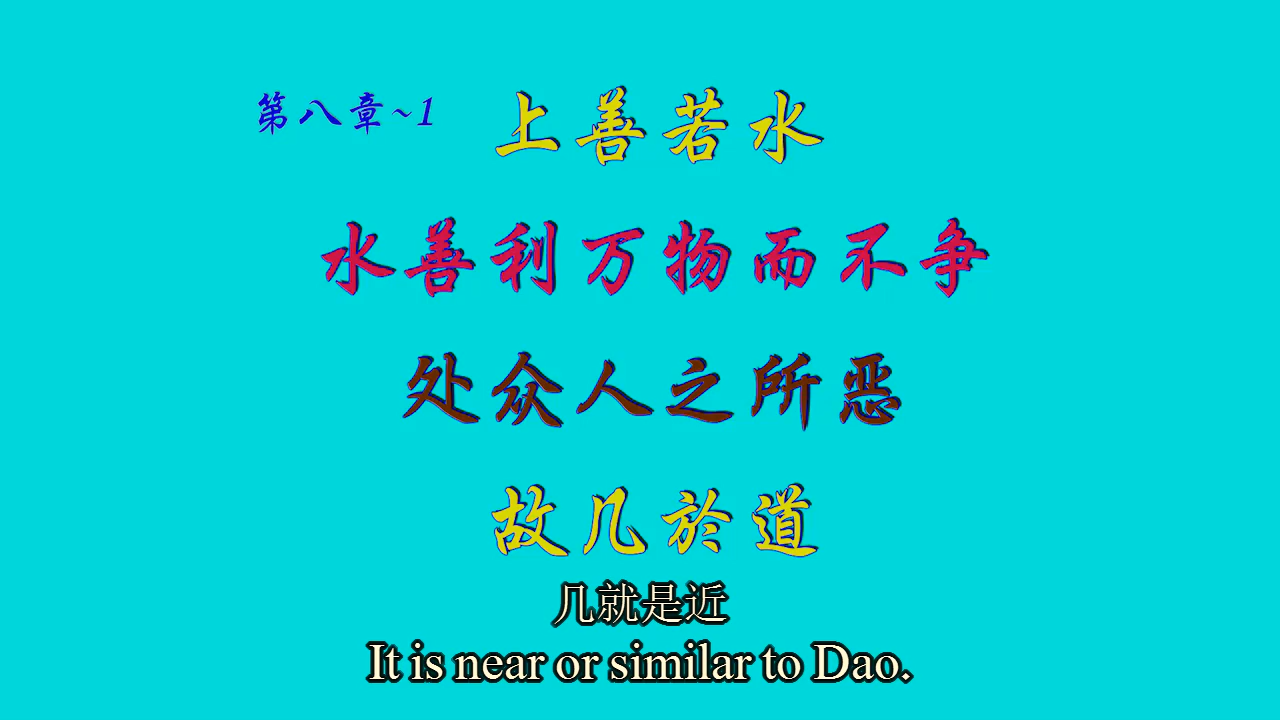 第八章~1
上善若水
水善利万物而不争
处众人之所恶
故几於道
几就是近
It is near or similar to Dao.